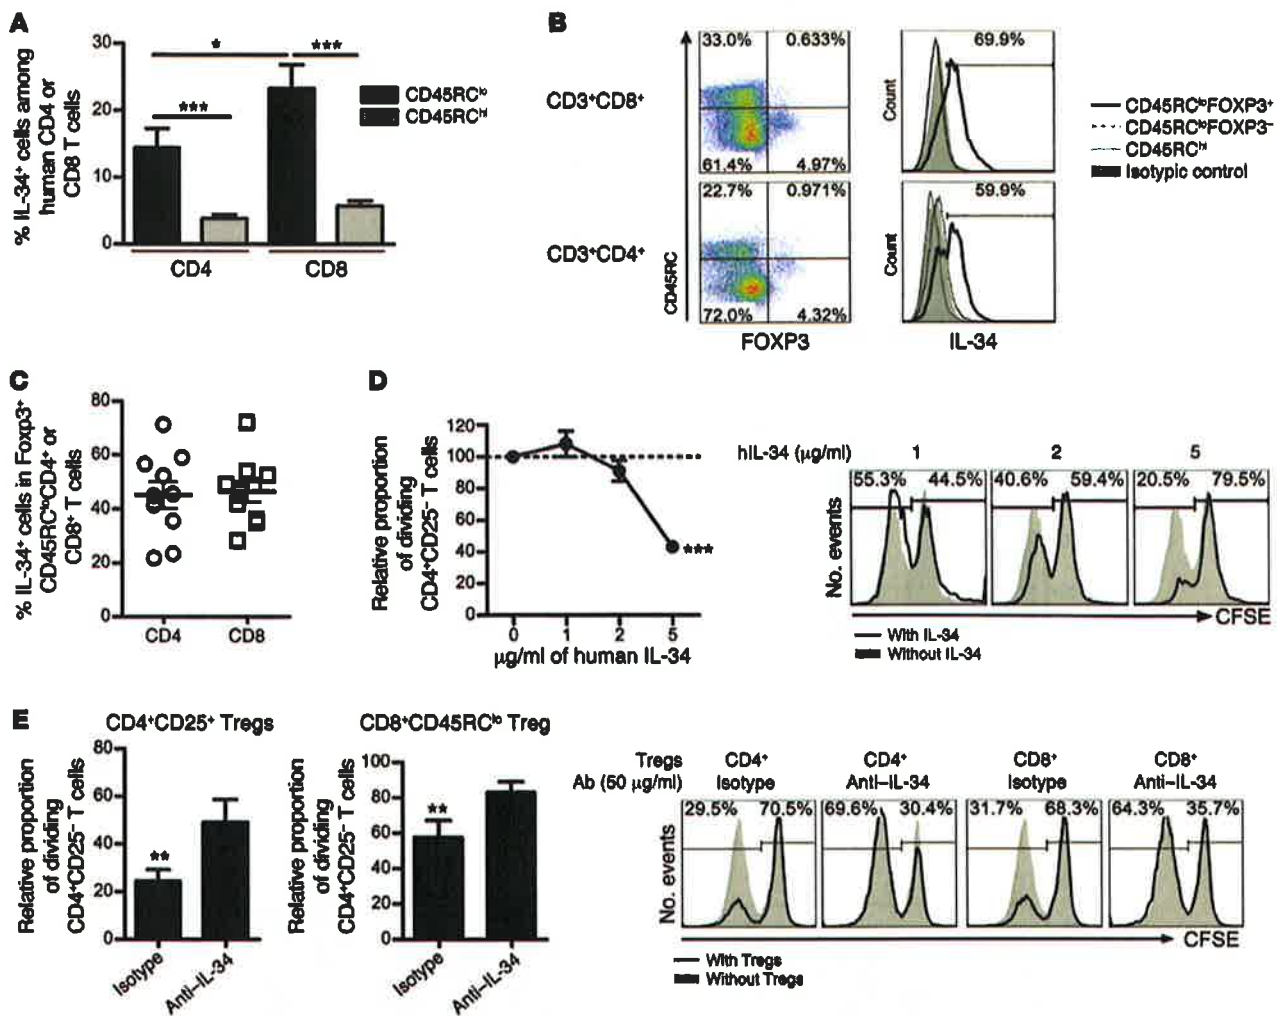 A
% IL-34⁺ cells among
human CD4 or
CD8 T cells
30
20
10
0
*
***
***
CD4
CD8
CD45RCˡᵒ
CD45RCʰⁱ
B
CD3⁺CD8⁺
33.0%
0.633%
61.4%
4.97%
CD3⁺CD4⁺
22.7%
0.971%
72.0%
4.32%
CD45RC
FOXP3
Count
69.9%
Count
59.9%
IL-34
CD45RCˡᵒFOXP3⁺
CD45RCˡᵒFOXP3⁻
CD45RCʰⁱ
Isotypic control
C
% IL-34⁺ cells in Foxp3⁺
CD45RCˡᵒCD4⁺ or
CD8⁺ T cells
80
60
40
20
0
CD4
CD8
D
Relative proportion
of dividing
CD4⁺CD25⁻ T cells
120
100
80
60
40
20
0
***
0 1 2 5
µg/ml of human IL-34
hIL-34 (µg/ml) 1 2 5
55.3% 44.5% 40.6% 59.4% 20.5% 79.5%
No. events
CFSE
With IL-34
Without IL-34
E
CD4⁺CD25⁺ Tregs
Relative proportion
of dividing
CD4⁺CD25⁻ T cells
80
60
40
20
0
**
Isotype
Anti–IL-34
CD8⁺CD45RCˡᵒ Treg
Relative proportion
of dividing
CD4⁺CD25⁻ T cells
100
80
60
40
20
0
**
Isotype
Anti–IL-34
Tregs CD4⁺ CD4⁺ CD8⁺ CD8⁺
Ab (50 µg/ml) Isotype Anti–IL-34 Isotype Anti–IL-34
29.5% 70.5% 69.6% 30.4% 31.7% 68.3% 64.3% 35.7%
No. events
CFSE
With Tregs
Without Tregs